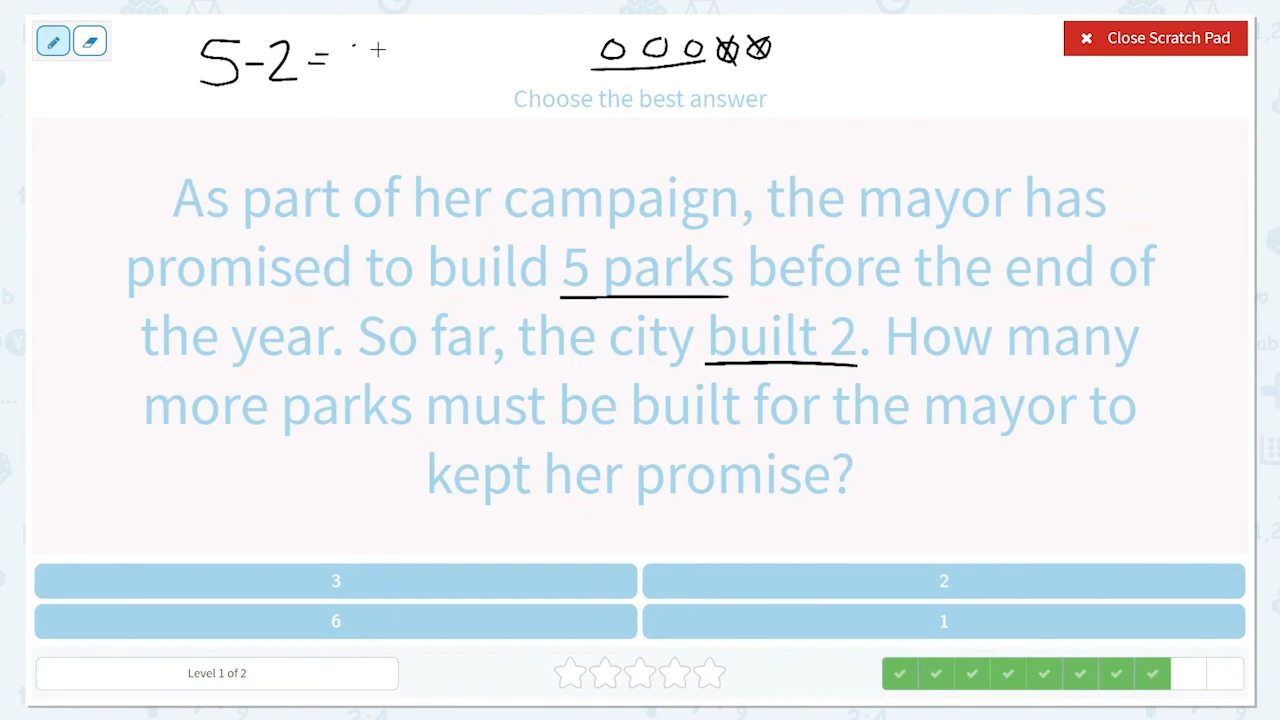 5-2=
Close Scratch Pad
Choose the best answer
As part of her campaign, the mayor has
promised to build 5 parks before the end of
the year. So far, the city built 2. How many
more parks must be built for the mayor to
kept her promise?
3
2
6
1
Level 1 of 2